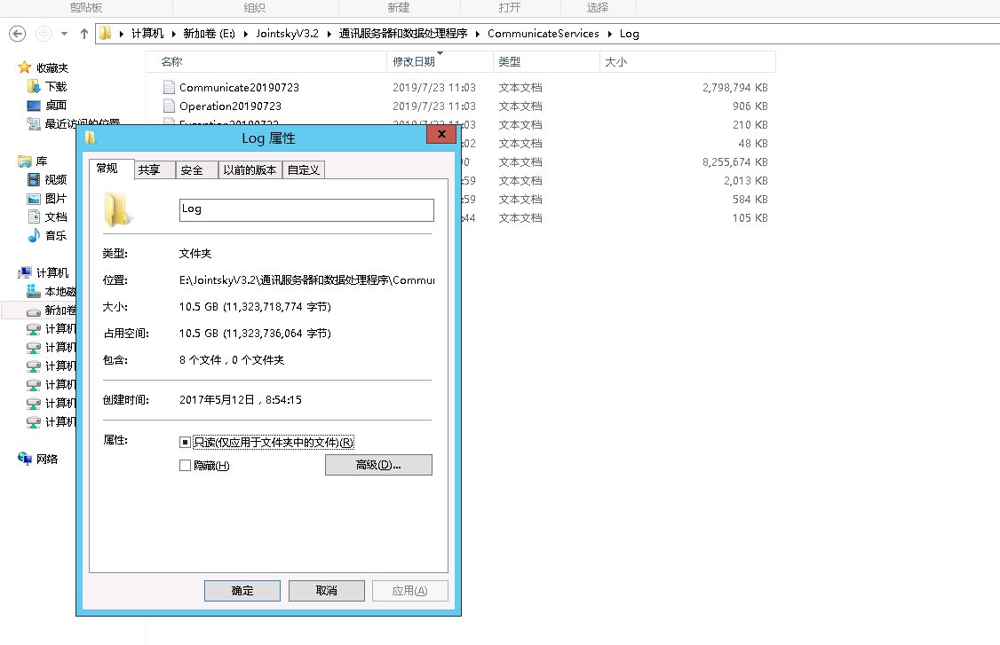 剪贴板 组织 新建 打开 选择
计算机 新加卷 (E:) JointskyV3.2 通讯服务器和数据处理程序 CommunicateServices Log
收藏夹
下载
桌面
最近访问的位置
库
视频
图片
文档
音乐
计算机
本地磁
新加卷
计算机
计算机
计算机
计算机
计算机
计算机
网络
名称 修改日期 类型 大小
Communicate20190723 2019/7/23 11:03 文本文档 2,798,794 KB
Operation20190723 2019/7/23 11:03 文本文档 906 KB
Exception20190723 2019/7/23 11:03 文本文档 210 KB
:02 文本文档 48 KB
文本文档 8,255,674 KB
:59 文本文档 2,013 KB
:59 文本文档 584 KB
:44 文本文档 105 KB
Log 属性
常规 共享 安全 以前的版本 自定义
Log
类型: 文件夹
位置: E:\JointskyV3.2\通讯服务器和数据处理程序\Commun
大小: 10.5 GB (11,323,718,774 字节)
占用空间: 10.5 GB (11,323,736,064 字节)
包含: 8 个文件，0 个文件夹
创建时间: 2017年5月12日，8:54:15
属性: 只读(仅应用于文件夹中的文件)(R)
隐藏(H) 高级(D)...
确定 取消 应用(A)